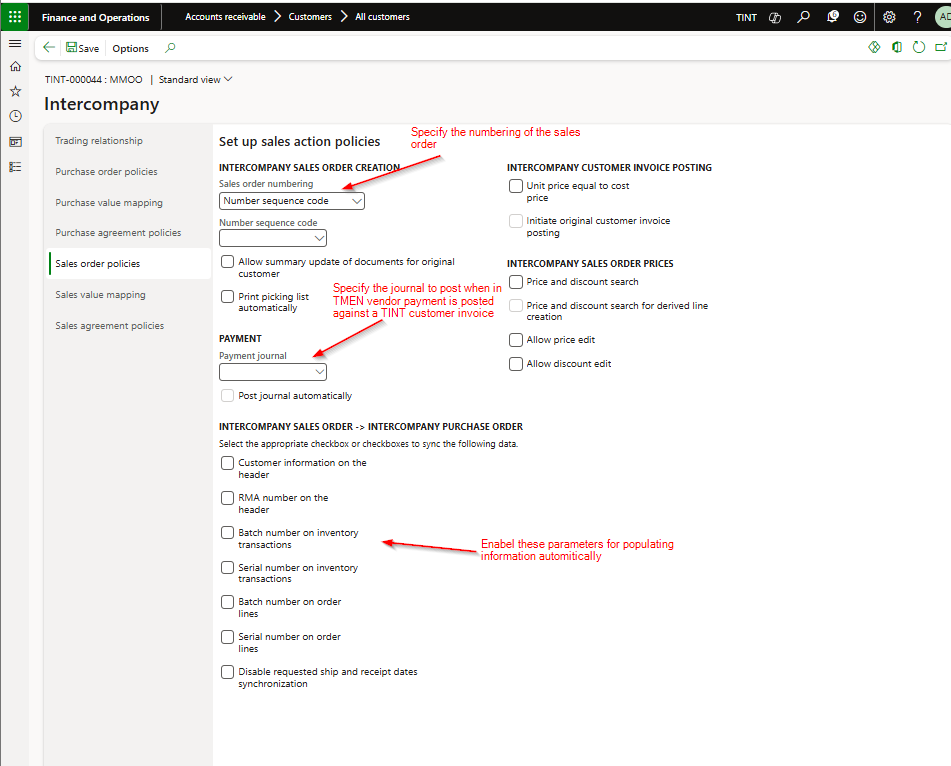 Finance and Operations
Accounts receivable
Customers
All customers
TINT
AD
Save
Options
TINT-000044 : MMOO | Standard view
Intercompany
Trading relationship
Purchase order policies
Purchase value mapping
Purchase agreement policies
Sales order policies
Sales value mapping
Sales agreement policies
Set up sales action policies
Specify the numbering of the sales
order
INTERCOMPANY SALES ORDER CREATION
Sales order numbering
Number sequence code
Number sequence code
Allow summary update of documents for original
customer
Print picking list
automatically
Specify the journal to post when in
TMEN vendor payment is posted
against a TINT customer invoice
PAYMENT
Payment journal
Post journal automatically
INTERCOMPANY CUSTOMER INVOICE POSTING
Unit price equal to cost
price
Initiate original customer invoice
posting
INTERCOMPANY SALES ORDER PRICES
Price and discount search
Price and discount search for derived line
creation
Allow price edit
Allow discount edit
INTERCOMPANY SALES ORDER -> INTERCOMPANY PURCHASE ORDER
Select the appropriate checkbox or checkboxes to sync the following data.
Customer information on the
header
RMA number on the
header
Batch number on inventory
transactions
Serial number on inventory
transactions
Batch number on order
lines
Serial number on order
lines
Disable requested ship and receipt dates
synchronization
Enabel these parameters for populating
information automitically